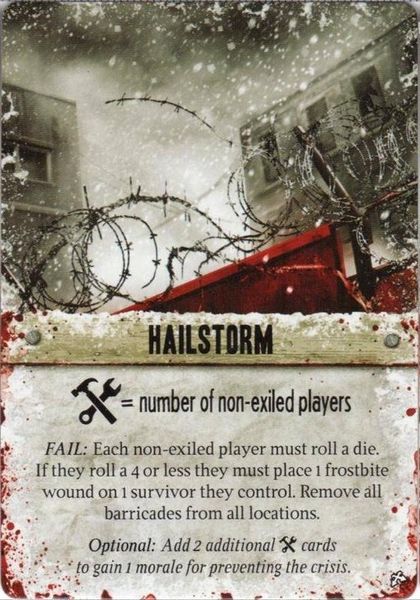 HAILSTORM
= number of non-exiled players
FAIL: Each non-exiled player must roll a die.
If they roll a 4 or less they must place 1 frostbite
wound on 1 survivor they control. Remove all
barricades from all locations.
Optional: Add 2 additional cards
to gain 1 morale for preventing the crisis.